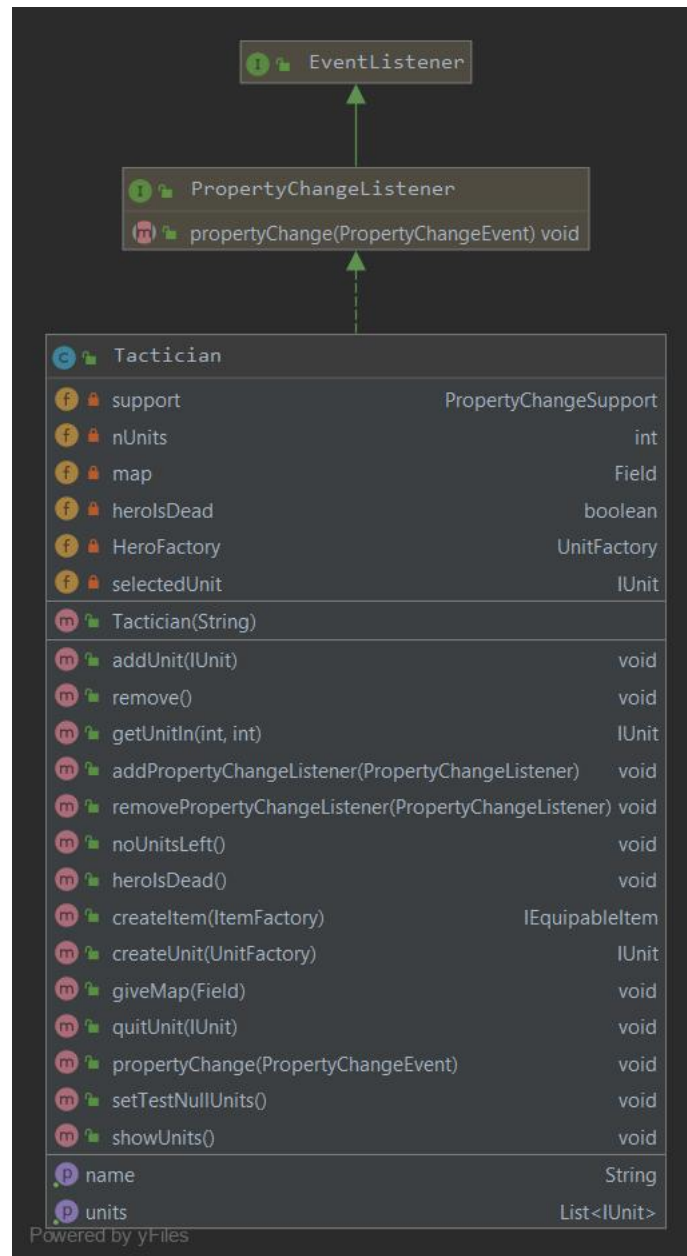 EventListener
PropertyChangeListener
propertyChange(PropertyChangeEvent) void
Tactician
support PropertyChangeSupport
nUnits int
map Field
heroIsDead boolean
HeroFactory UnitFactory
selectedUnit IUnit
Tactician(String)
addUnit(IUnit) void
remove() void
getUnitIn(int, int) IUnit
addPropertyChangeListener(PropertyChangeListener) void
removePropertyChangeListener(PropertyChangeListener) void
noUnitsLeft() void
heroIsDead() void
createItem(ItemFactory) IEquipableItem
createUnit(UnitFactory) IUnit
giveMap(Field) void
quitUnit(IUnit) void
propertyChange(PropertyChangeEvent) void
setTestNullUnits() void
showUnits() void
name String
units List<IUnit>
Powered by yFiles